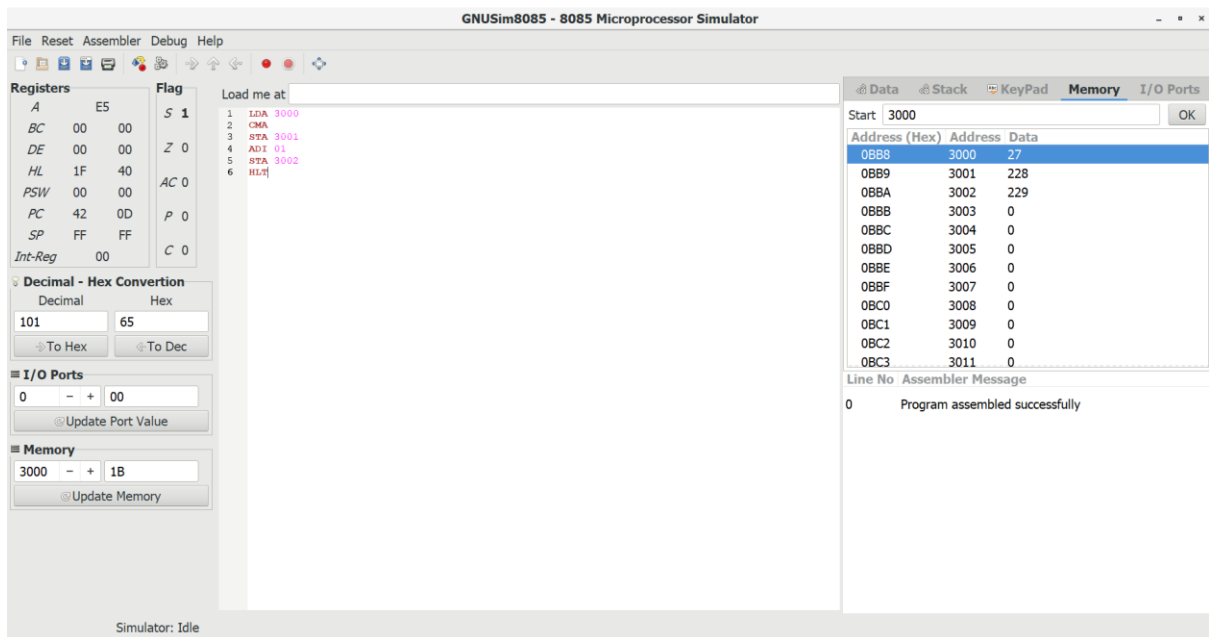 GNUSim8085 - 8085 Microprocessor Simulator
File Reset Assembler Debug Help
Registers
A E5
BC 00 00
DE 00 00
HL 1F 40
PSW 00 00
PC 42 0D
SP FF FF
Int-Reg 00
Flag
S 1
Z 0
AC 0
P 0
C 0
Decimal - Hex Convertion
Decimal Hex
101 65
To Hex To Dec
I/O Ports
0 - + 00
Update Port Value
Memory
3000 - + 1B
Update Memory
Load me at
1 LDA 3000
2 CMA
3 STA 3001
4 ADI 01
5 STA 3002
6 HLT
Data Stack KeyPad Memory I/O Ports
Start 3000 OK
Address (Hex) Address Data
0BB8 3000 27
0BB9 3001 228
0BBA 3002 229
0BBB 3003 0
0BBC 3004 0
0BBD 3005 0
0BBE 3006 0
0BBF 3007 0
0BC0 3008 0
0BC1 3009 0
0BC2 3010 0
0BC3 3011 0
Line No Assembler Message
0 Program assembled successfully
Simulator: Idle